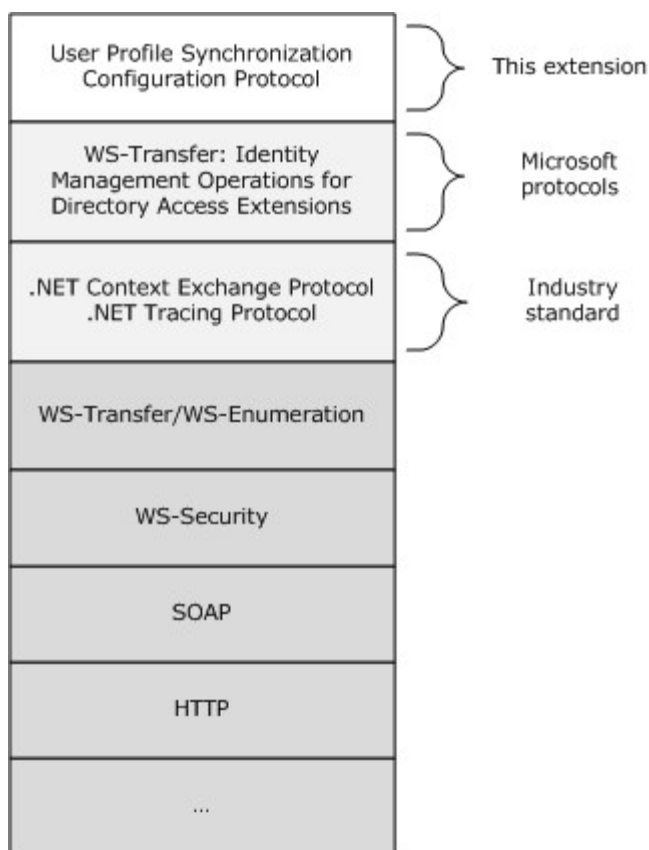 User Profile Synchronization
Configuration Protocol
This extension
WS-Transfer: Identity
Management Operations for
Directory Access Extensions
Microsoft
protocols
.NET Context Exchange Protocol
.NET Tracing Protocol
Industry
standard
WS-Transfer/WS-Enumeration
WS-Security
SOAP
HTTP
...